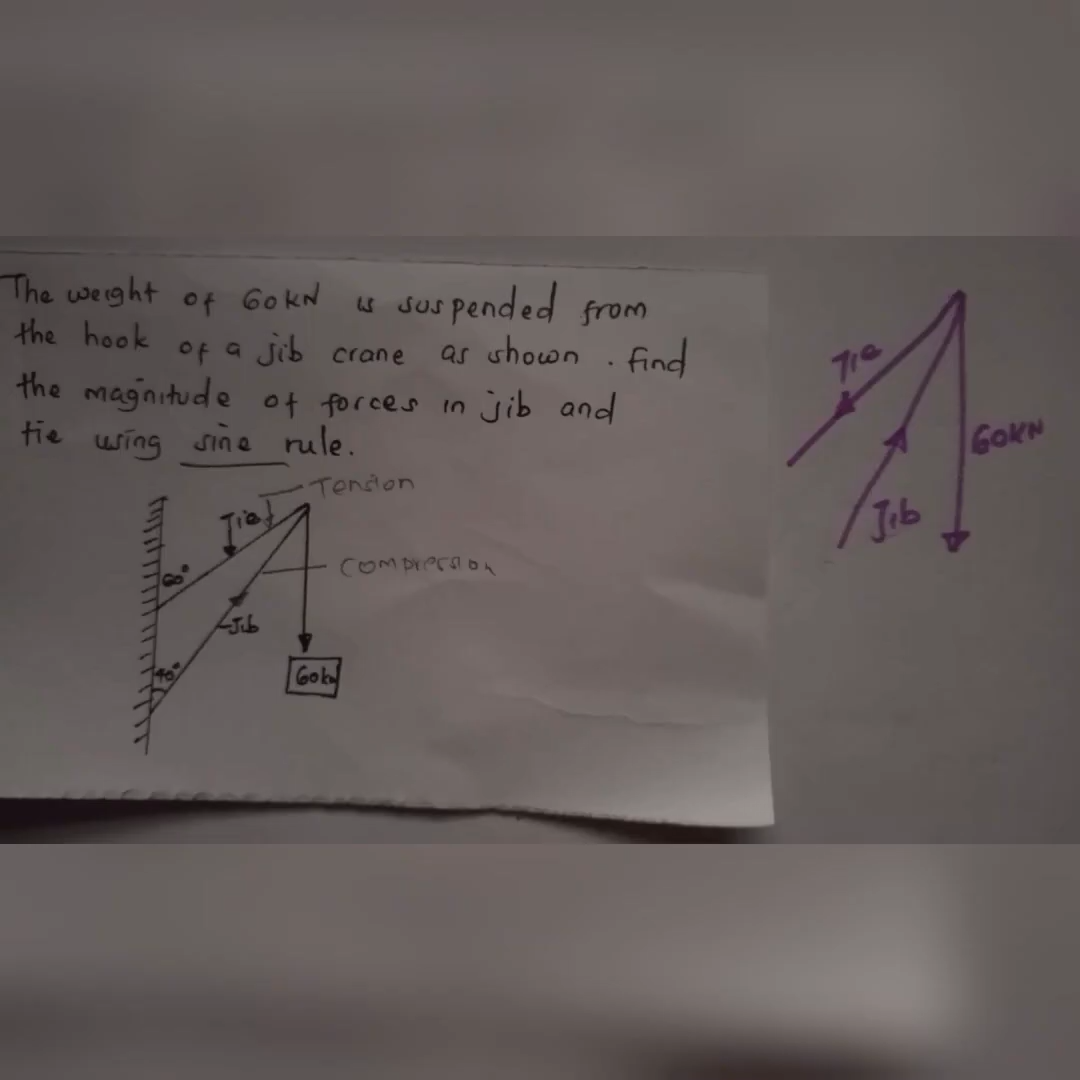 The weight of 60kN is suspended from
the hook of a jib crane as shown. find
the magnitude of forces in jib and
tie using sine rule.
Tension
Tie
60°
compression
Jib
40°
60kN
Tie
60KN
Jib